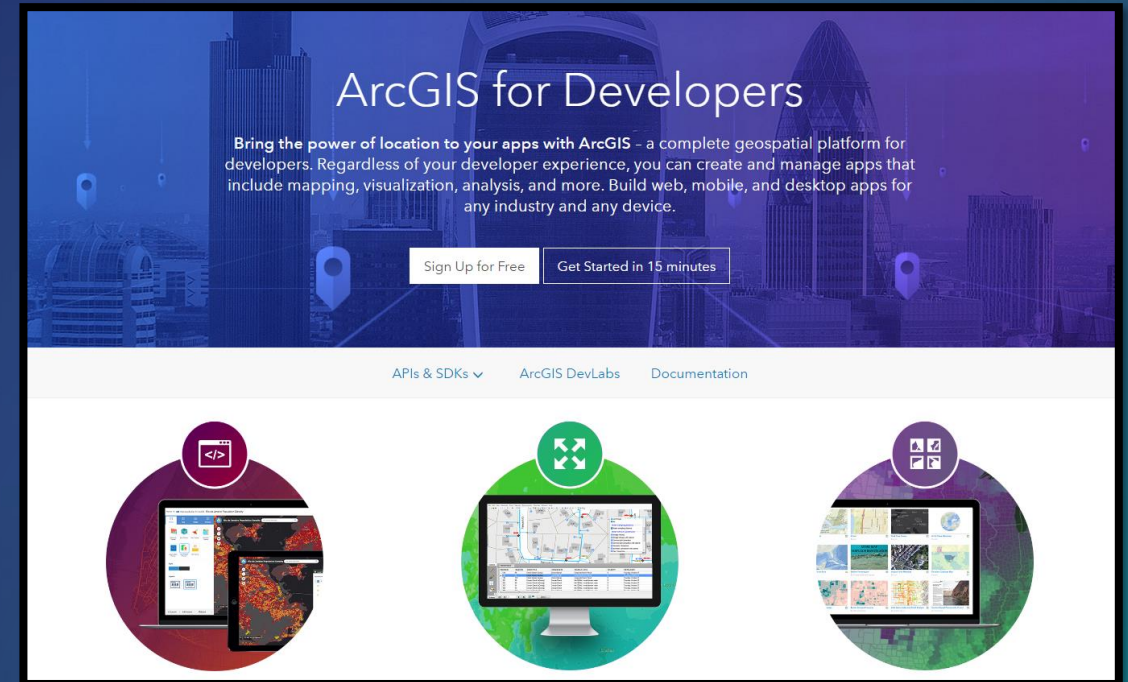 ArcGIS for Developers
Bring the power of location to your apps with ArcGIS – a complete geospatial platform for
developers. Regardless of your developer experience, you can create and manage apps that
include mapping, visualization, analysis, and more. Build web, mobile, and desktop apps for
any industry and any device.
Sign Up for Free
Get Started in 15 minutes
APIs & SDKs
ArcGIS DevLabs
Documentation